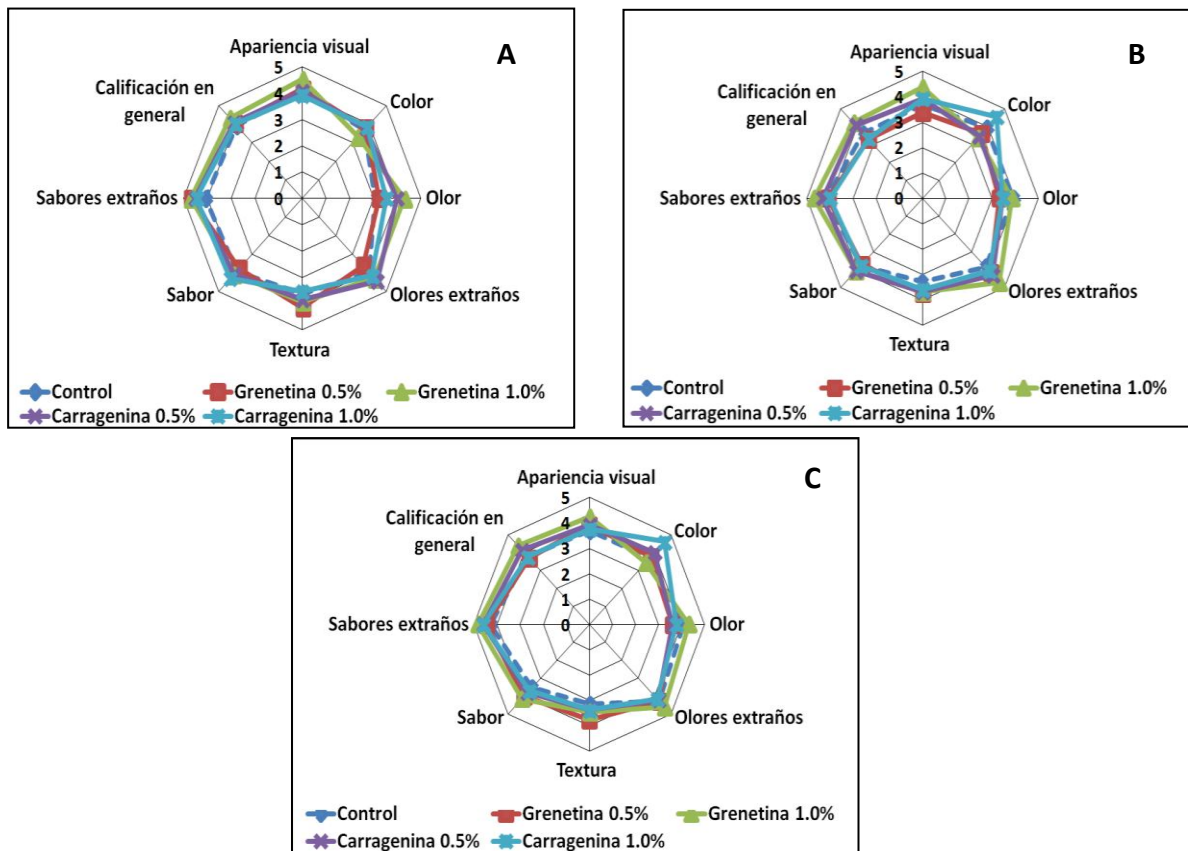 A
Apariencia visual
5
4
3
2
1
0
Color
Olor
Olores extraños
Textura
Sabor
Sabores extraños
Calificación en
general
Control
Grenetina 0.5%
Grenetina 1.0%
Carragenina 0.5%
Carragenina 1.0%
B
Apariencia visual
5
4
3
2
1
0
Color
Olor
Olores extraños
Textura
Sabor
Sabores extraños
Calificación en
general
Control
Grenetina 0.5%
Grenetina 1.0%
Carragenina 0.5%
Carragenina 1.0%
C
Apariencia visual
5
4
3
2
1
0
Color
Olor
Olores extraños
Textura
Sabor
Sabores extraños
Calificación en
general
Control
Grenetina 0.5%
Grenetina 1.0%
Carragenina 0.5%
Carragenina 1.0%